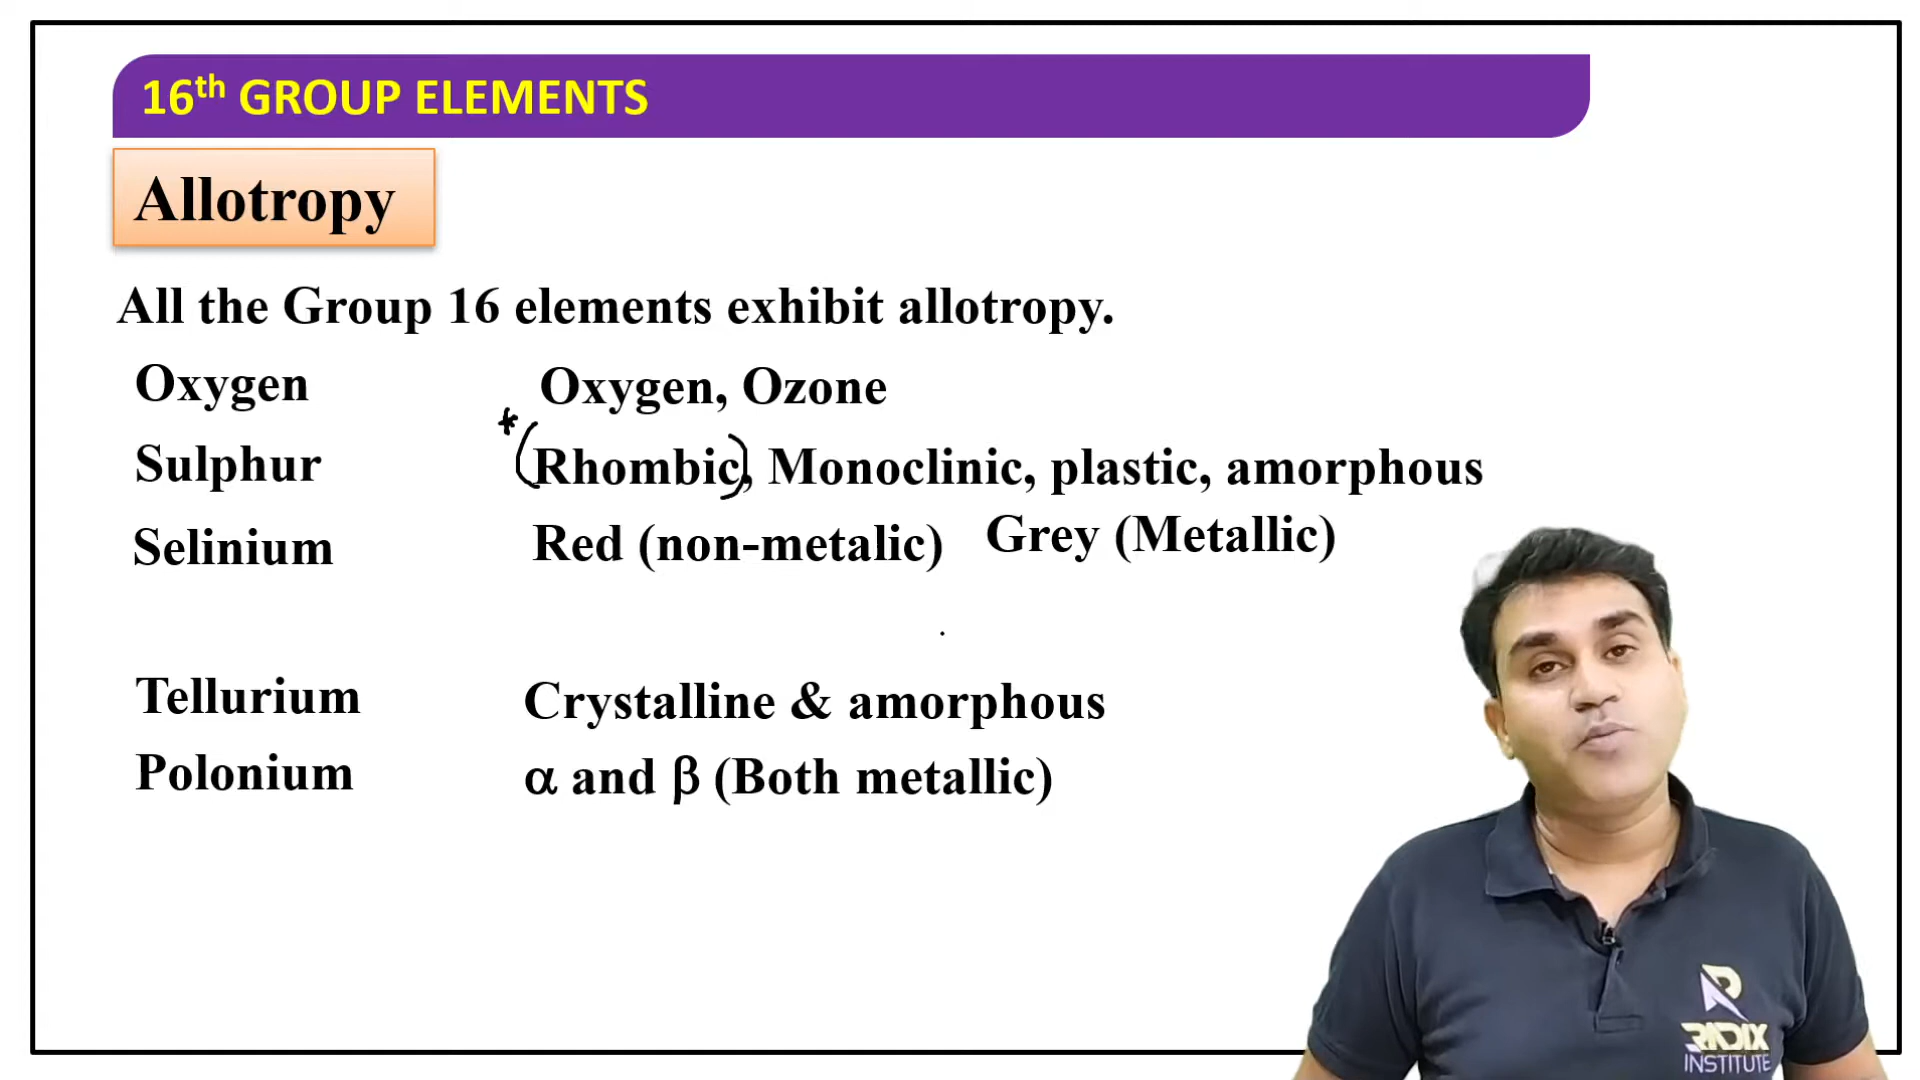 16th GROUP ELEMENTS
Allotropy
All the Group 16 elements exhibit allotropy.
Oxygen Oxygen, Ozone
Sulphur *(Rhombic), Monoclinic, plastic, amorphous
Selinium Red (non-metalic) Grey (Metallic)
Tellurium Crystalline & amorphous
Polonium α and β (Both metallic)
RADIX
INSTITUTE